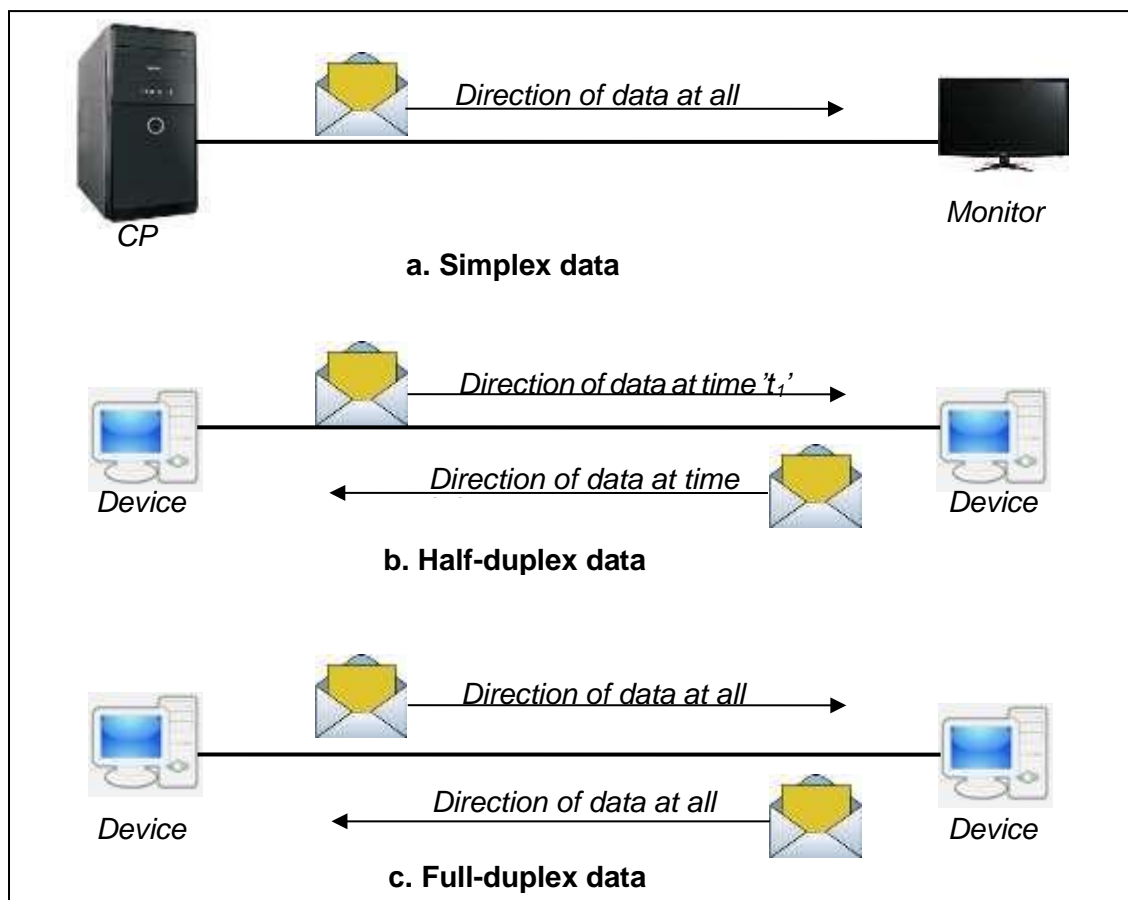 Direction of data at all
CP
Monitor
a. Simplex data
Direction of data at time 't₁'
Direction of data at time
Device
Device
b. Half-duplex data
Direction of data at all
Direction of data at all
Device
Device
c. Full-duplex data